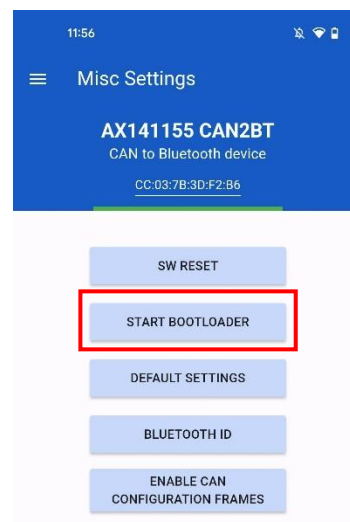 11:56
Misc Settings
AX141155 CAN2BT
CAN to Bluetooth device
CC:03:7B:3D:F2:B6
SW RESET
START BOOTLOADER
DEFAULT SETTINGS
BLUETOOTH ID
ENABLE CAN
CONFIGURATION FRAMES